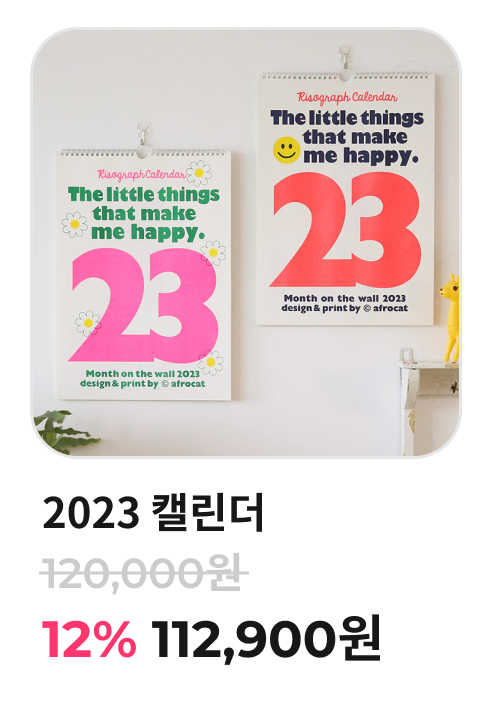 Risograph Calendar
The little things
that make
me happy.
23
Month on the wall 2023
design & print by © afrocat
Risograph Calendar
The little things
that make
me happy.
23
Month on the wall 2023
design & print by © afrocat
2023 캘린더
120,000원
12% 112,900원